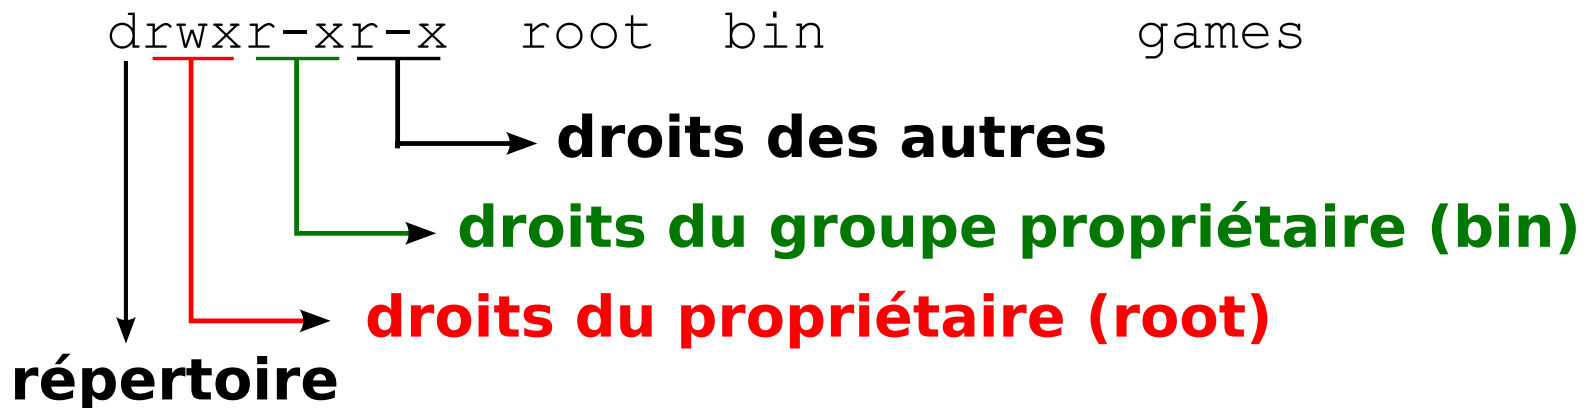 drwxr-xr-x root bin games
droits des autres
droits du groupe propriétaire (bin)
droits du propriétaire (root)
répertoire